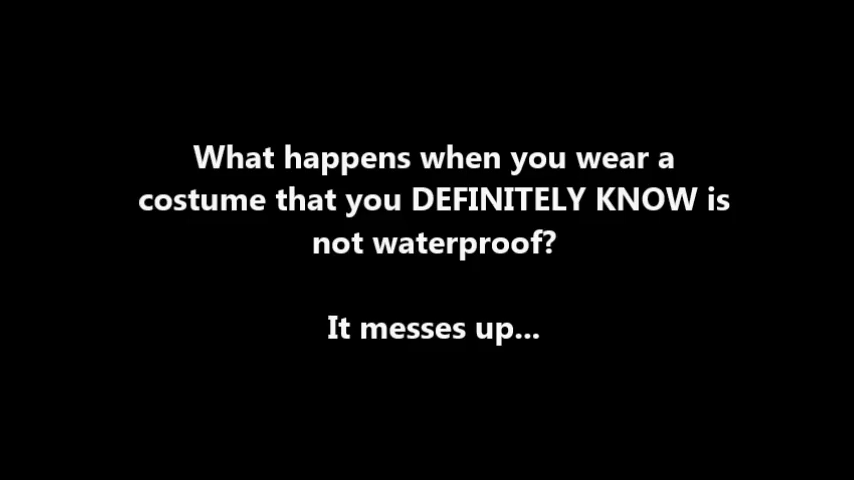 What happens when you wear a
costume that you DEFINITELY KNOW is
not waterproof?
It messes up...